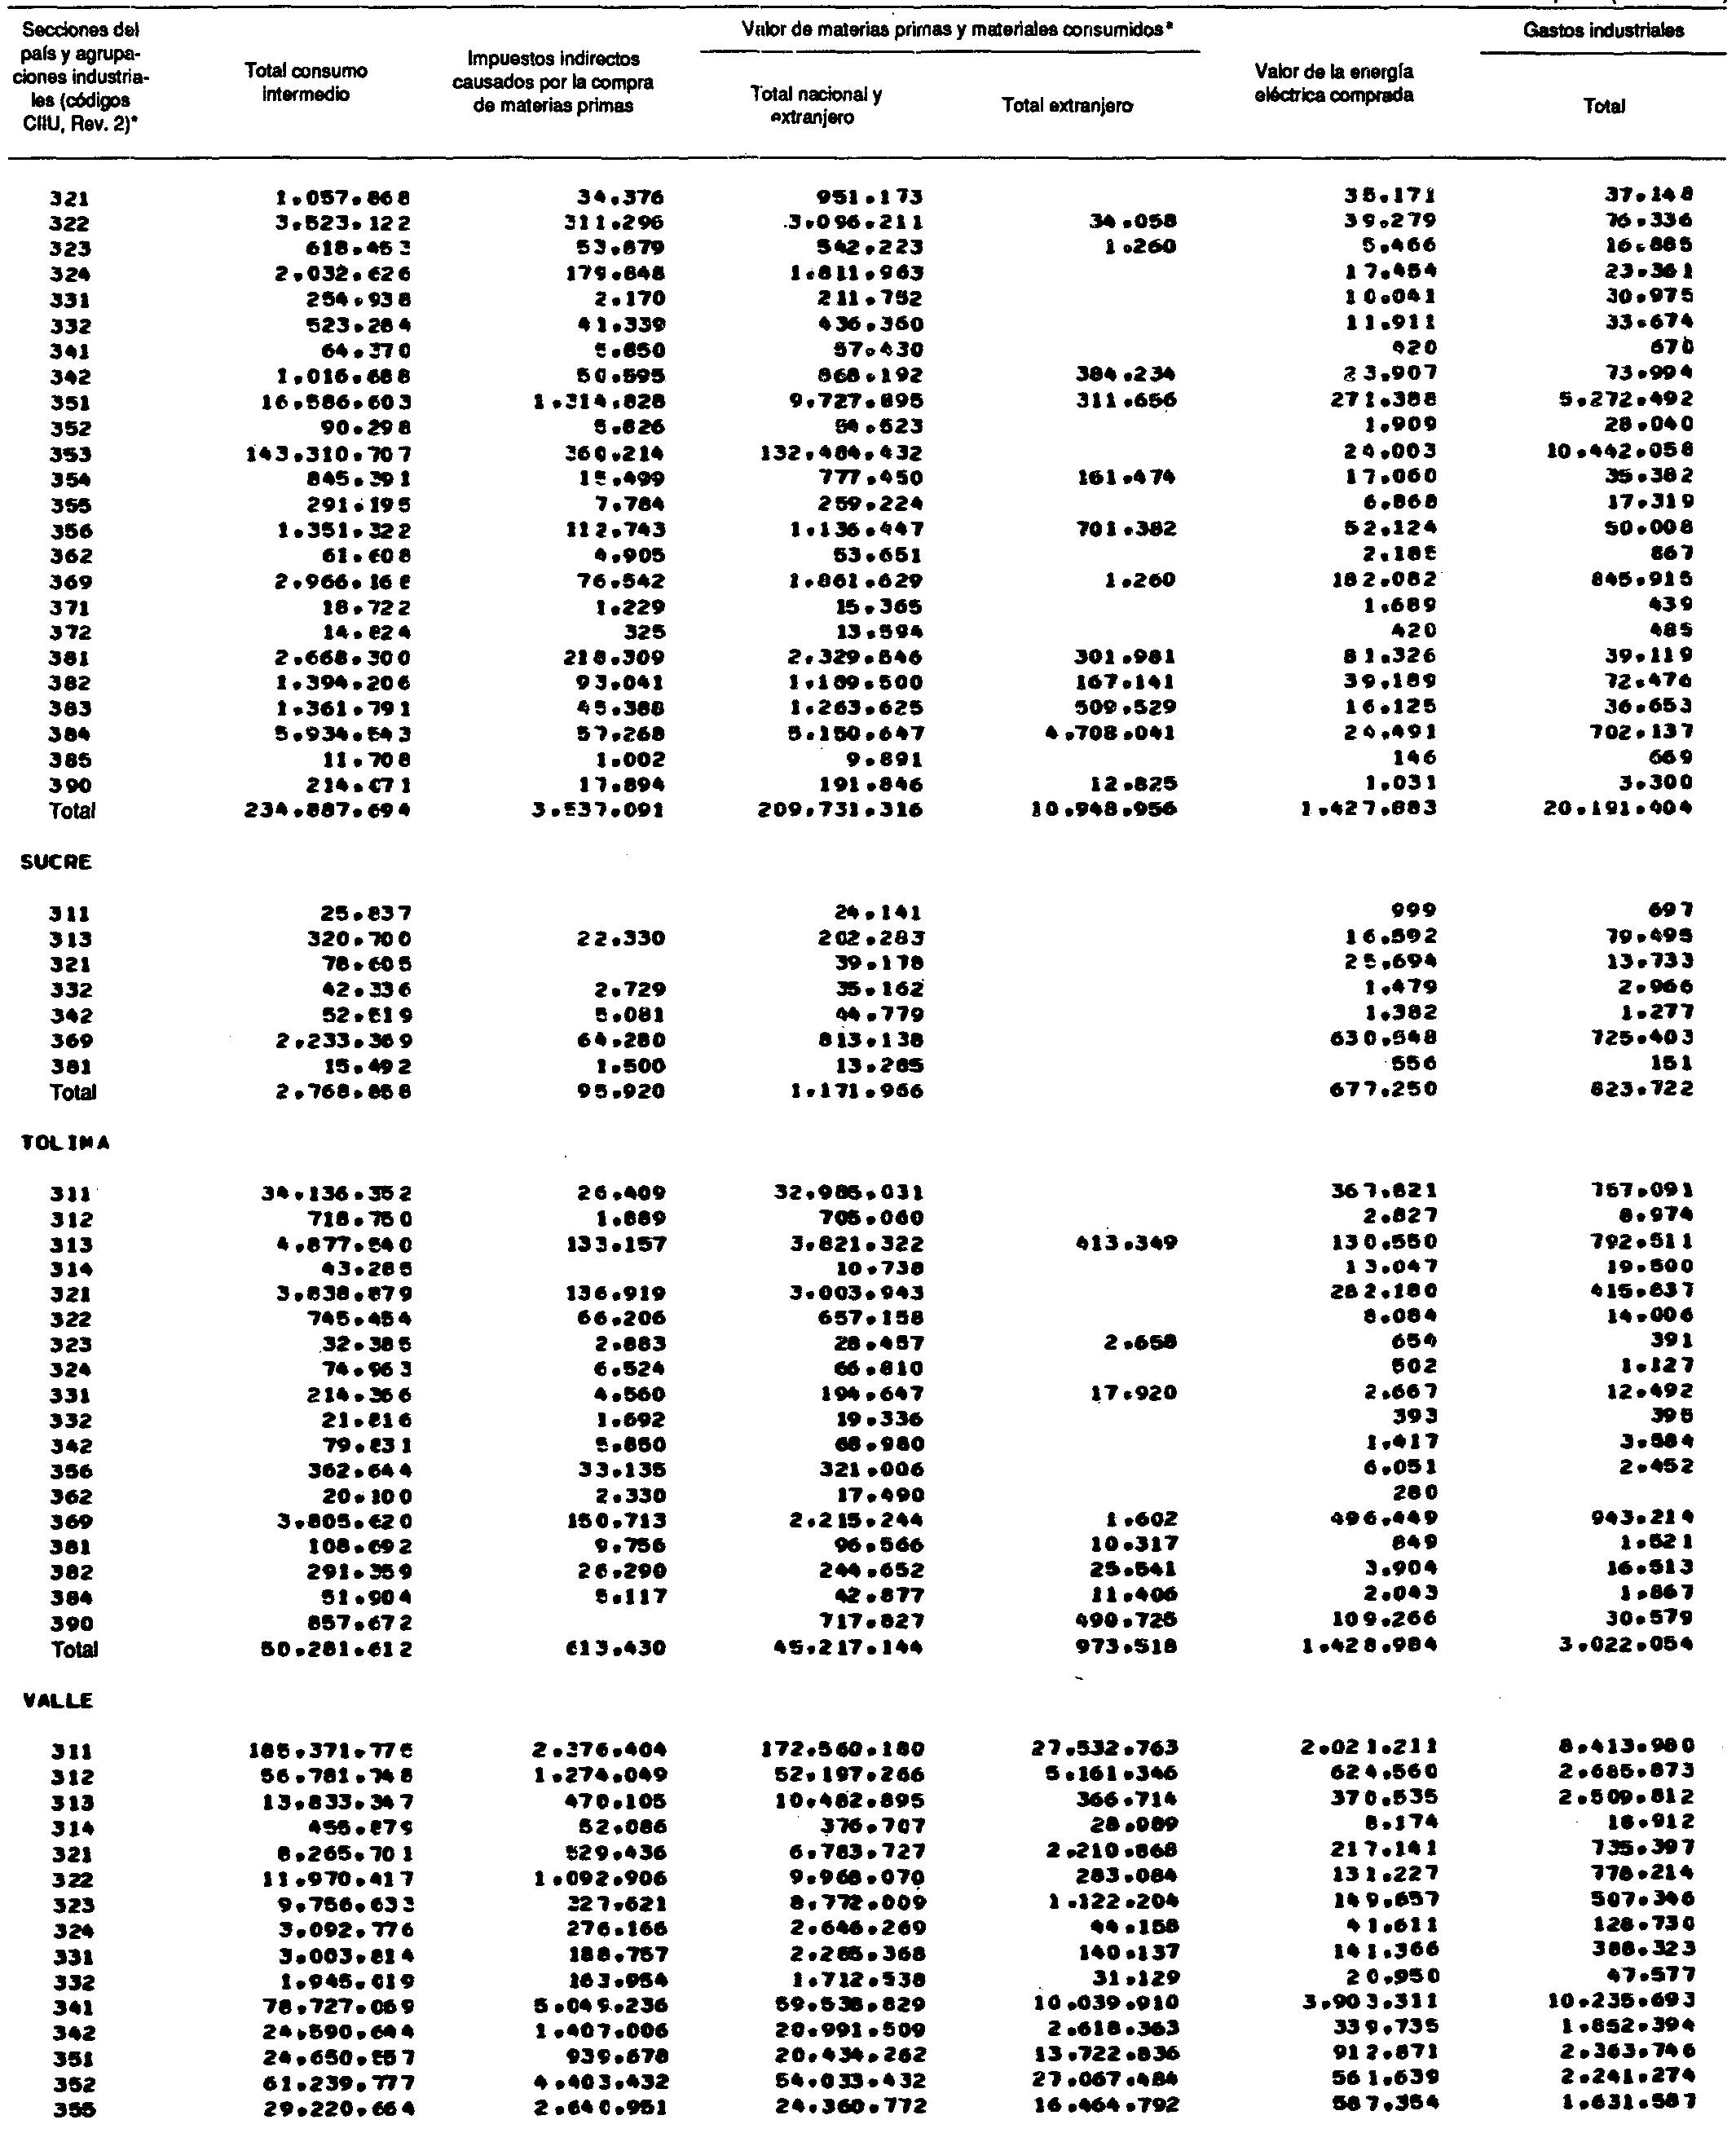 Secciones del país y agrupa-ciones industria-les (códigos CIIU, Rev. 2)* Total consumo intermedio Impuestos indirectos causados por la compra de materias primas Valor de materias primas y materiales consumidos* Total nacional y extranjero Total extranjero Valor de la energía eléctrica comprada Gastos industriales Total
321 1.057.868 34.376 951.173 35.171 37.148
322 3.523.122 311.296 3.096.211 34.058 39.279 76.336
323 618.453 53.879 542.223 1.260 5.466 16.885
324 2.032.626 179.848 1.811.963 17.454 23.361
331 254.938 2.170 211.752 10.041 30.975
332 523.284 41.339 436.360 11.911 33.674
341 64.370 5.850 57.430 420 670
342 1.016.688 50.595 868.192 384.234 23.907 73.994
351 16.586.603 1.314.828 9.727.895 311.656 271.388 5.272.492
352 90.298 5.826 54.523 1.909 28.040
353 143.310.707 360.214 132.484.432 24.003 10.442.058
354 845.391 15.499 777.450 161.474 17.060 35.382
355 291.195 7.784 259.224 6.868 17.319
356 1.351.322 112.743 1.136.447 701.382 52.124 50.008
362 61.608 4.905 53.651 2.185 867
369 2.966.168 76.542 1.861.629 1.260 182.082 845.915
371 18.722 1.229 15.365 1.689 439
372 14.824 325 13.594 420 485
381 2.668.300 218.309 2.329.546 301.981 81.326 39.119
382 1.394.206 93.041 1.189.500 167.141 39.189 72.476
383 1.361.791 45.388 1.263.625 509.529 16.125 36.653
384 5.934.543 57.268 5.150.647 4.708.041 24.491 702.137
385 11.708 1.002 9.891 146 669
390 214.071 17.894 191.846 12.825 1.031 3.300
Total 234.887.694 3.537.091 209.731.316 10.948.956 1.427.883 20.191.404
SUCRE
311 25.837 24.141 999 697
313 320.700 22.330 202.283 16.592 79.495
321 78.605 39.178 25.694 13.733
332 42.336 2.729 35.162 1.479 2.966
342 52.519 5.081 44.779 1.382 1.277
369 2.233.369 64.280 813.138 630.548 725.403
381 15.492 1.500 13.285 556 151
Total 2.768.858 95.920 1.171.966 677.250 823.722
TOLIMA
311 34.136.352 26.409 32.985.031 367.821 757.091
312 718.750 1.889 705.060 2.827 8.974
313 4.877.540 133.157 3.821.322 413.349 130.550 792.511
314 43.285 10.738 13.047 19.500
321 3.838.879 136.919 3.003.943 282.180 415.837
322 745.454 66.206 657.158 8.084 14.006
323 32.385 2.883 28.457 2.658 654 391
324 74.963 6.524 66.810 502 1.127
331 214.366 4.560 194.647 17.920 2.667 12.492
332 21.816 1.692 19.336 393 395
342 79.831 5.850 68.980 1.417 3.584
356 362.644 33.135 321.006 6.051 2.452
362 20.100 2.330 17.490 280
369 3.805.620 150.713 2.215.244 1.602 496.449 943.214
381 108.692 9.756 96.566 10.317 849 1.521
382 291.359 26.290 244.652 25.541 3.904 16.513
384 51.904 5.117 42.877 11.406 2.043 1.867
390 857.672 717.827 490.725 109.266 30.579
Total 50.281.612 613.430 45.217.144 973.518 1.428.984 3.022.054
VALLE
311 185.371.775 2.376.404 172.560.180 27.532.763 2.021.211 8.413.980
312 56.781.748 1.274.049 52.197.266 5.161.346 624.560 2.685.873
313 13.833.347 470.105 10.482.895 366.714 370.535 2.509.812
314 455.879 52.086 376.707 28.089 8.174 18.912
321 8.265.701 529.436 6.783.727 2.210.868 217.141 735.397
322 11.970.417 1.092.906 9.968.070 283.084 131.227 778.214
323 9.756.633 327.621 8.772.009 1.122.204 149.657 507.346
324 3.092.776 276.166 2.646.269 44.158 41.611 128.730
331 3.003.814 188.757 2.285.368 140.137 141.366 388.323
332 1.945.019 163.954 1.712.538 31.129 20.950 47.577
341 78.727.069 5.049.236 59.538.829 10.039.910 3.903.311 10.235.693
342 24.590.644 1.407.006 20.991.509 2.618.363 339.735 1.852.394
351 24.650.557 939.678 20.434.262 13.722.836 912.871 2.363.746
352 61.239.777 4.403.432 54.033.432 27.067.484 561.639 2.241.274
355 29.220.664 2.640.951 24.360.772 16.464.792 587.354 1.631.587